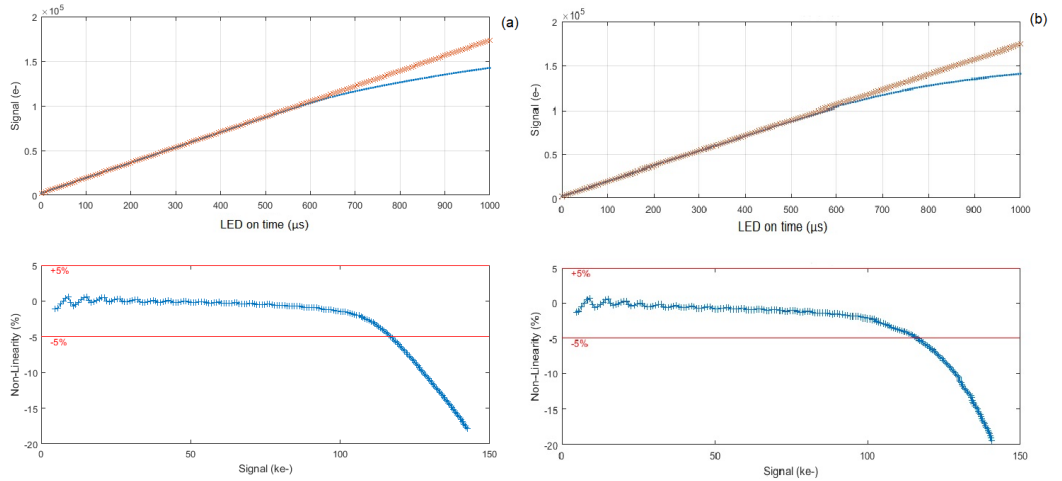 (a)
× 10⁵
2
1.5
1
0.5
0
Signal (e-)
0 100 200 300 400 500 600 700 800 900 1000
LED on time (μs)
(b)
× 10⁵
2
1.5
1
0.5
0
Signal (e-)
0 100 200 300 400 500 600 700 800 900 1000
LED on time (μs)
5
0
-5
-10
-15
-20
Non-Linearity (%)
+5%
-5%
0 50 100 150
Signal (ke-)
5
0
-5
-10
-15
-20
Non-Linearity (%)
+5%
-5%
0 50 100 150
Signal (ke-)